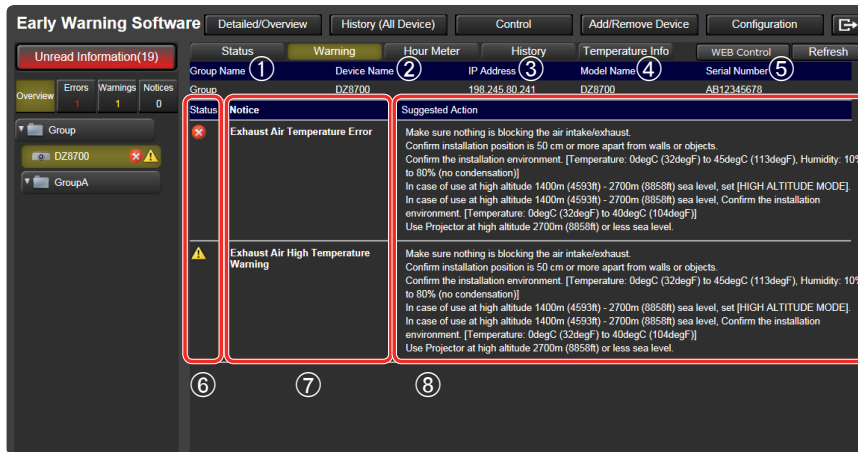 Early Warning Software Detailed/Overview History (All Device) Control Add/Remove Device Configuration
Unread Information(19) Status Warning Hour Meter History Temperature Info WEB Control Refresh
Group Name ① Device Name ② IP Address ③ Model Name ④ Serial Number ⑤
Overview Errors Warnings Notices Group DZ8700 198.245.80.241 DZ8700 AB12345678
1 1 0
Status Notice Suggested Action
Group
DZ8700
GroupA
Exhaust Air Temperature Error
Make sure nothing is blocking the air intake/exhaust.
Confirm installation position is 50 cm or more apart from walls or objects.
Confirm the installation environment. [Temperature: 0degC (32degF) to 45degC (113degF), Humidity: 10%
to 80% (no condensation)]
In case of use at high altitude 1400m (4593ft) - 2700m (8858ft) sea level, set [HIGH ALTITUDE MODE].
In case of use at high altitude 1400m (4593ft) - 2700m (8858ft) sea level, Confirm the installation
environment. [Temperature: 0degC (32degF) to 40degC (104degF)]
Use Projector at high altitude 2700m (8858ft) or less sea level.
Exhaust Air High Temperature
Warning
Make sure nothing is blocking the air intake/exhaust.
Confirm installation position is 50 cm or more apart from walls or objects.
Confirm the installation environment. [Temperature: 0degC (32degF) to 45degC (113degF), Humidity: 10%
to 80% (no condensation)]
In case of use at high altitude 1400m (4593ft) - 2700m (8858ft) sea level, set [HIGH ALTITUDE MODE].
In case of use at high altitude 1400m (4593ft) - 2700m (8858ft) sea level, Confirm the installation
environment. [Temperature: 0degC (32degF) to 40degC (104degF)]
Use Projector at high altitude 2700m (8858ft) or less sea level.
⑥ ⑦ ⑧